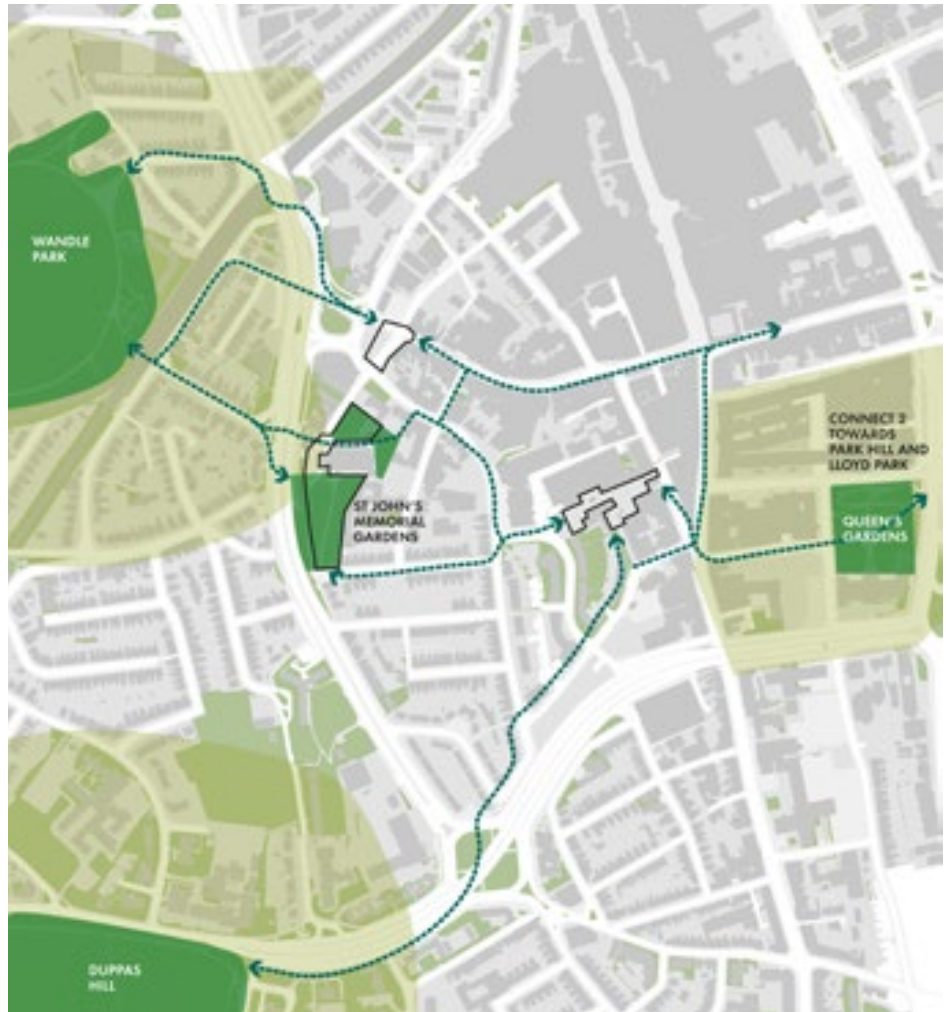 WANDLE
PARK
CONNECT 2
TOWARDS
PARK HILL AND
LLOYD PARK
ST JOHN'S
MEMORIAL
GARDENS
QUEEN'S
GARDENS
DUPPAS
HILL